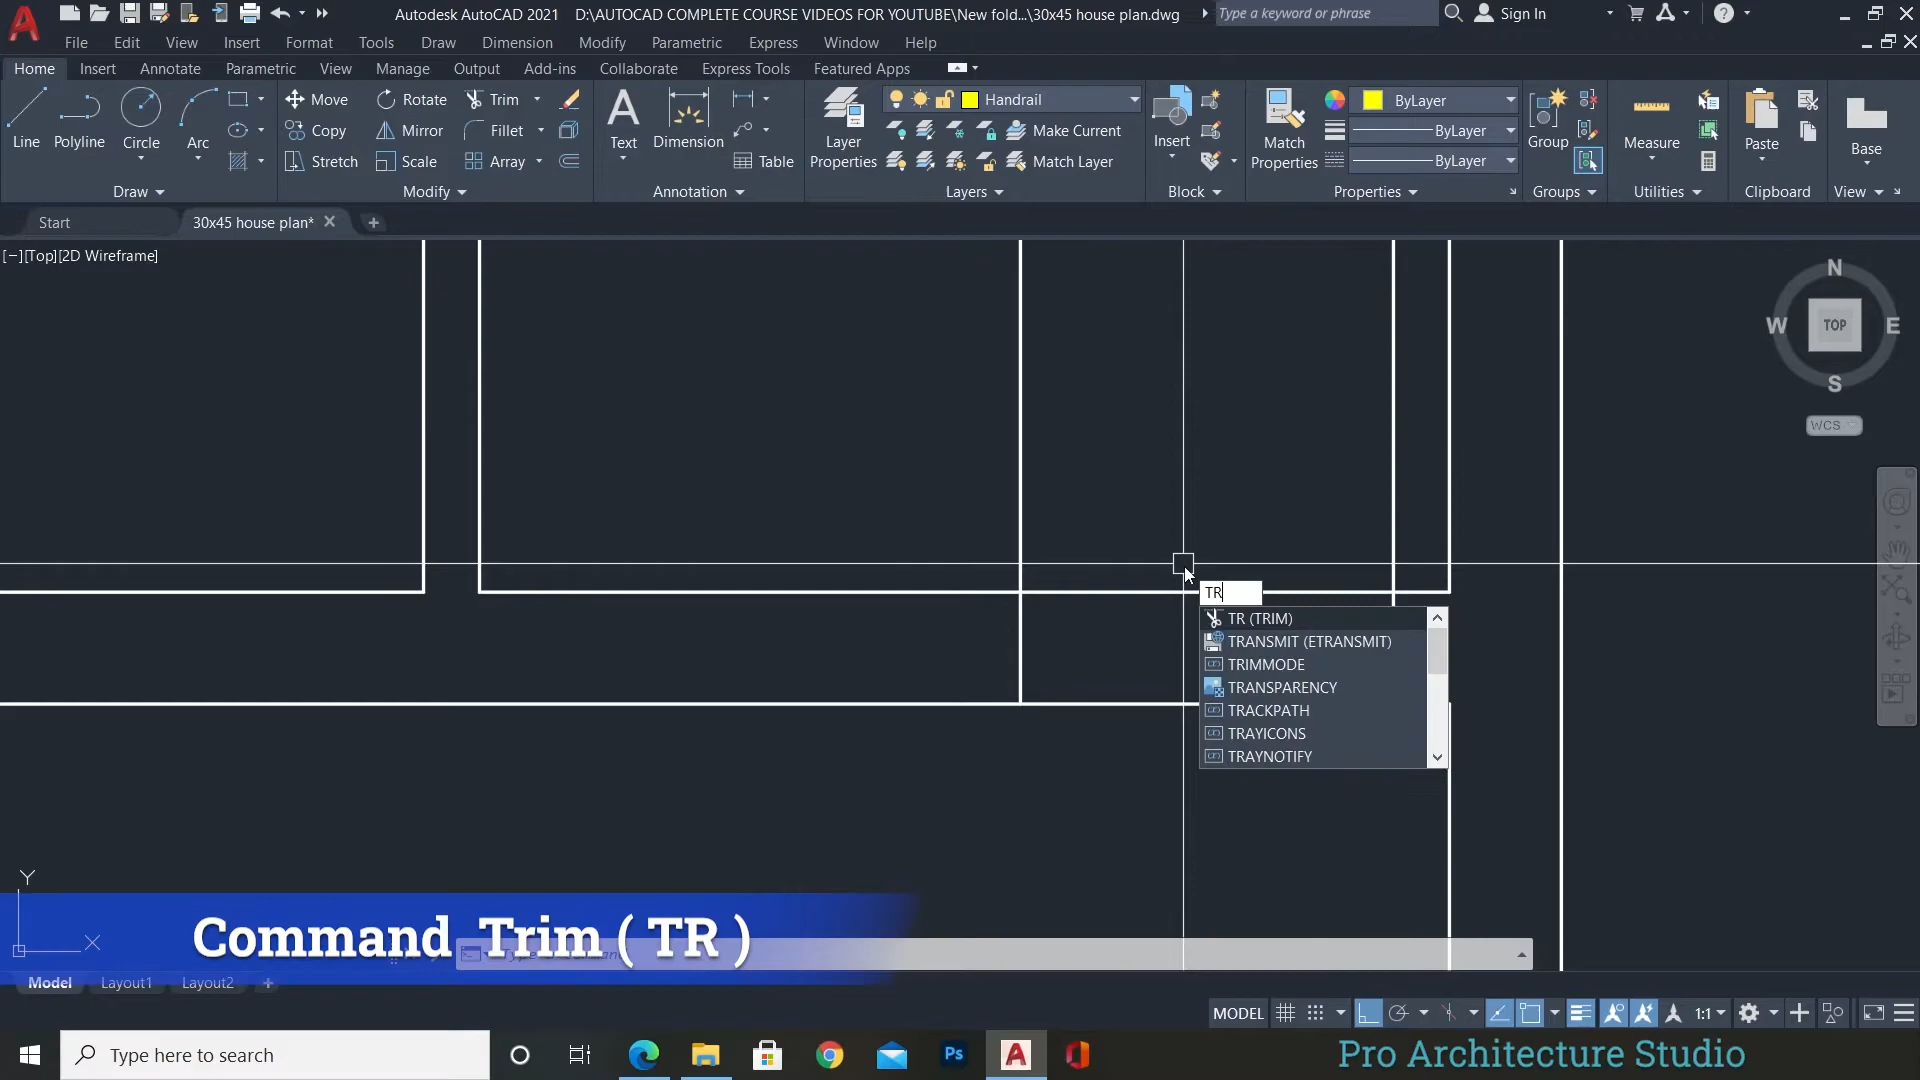 Autodesk AutoCAD 2021 D:\AUTOCAD COMPLETE COURSE VIDEOS FOR YOUTUBE\New fold...\30x45 house plan.dwg Type a keyword or phrase Sign In
File Edit View Insert Format Tools Draw Dimension Modify Parametric Express Window Help
Home Insert Annotate Parametric View Manage Output Add-ins Collaborate Express Tools Featured Apps
Line Polyline Circle Arc
Move Rotate Trim
Copy Mirror Fillet
Stretch Scale Array
Text Dimension Table
Layer Properties
Handrail
Make Current
Match Layer
Insert
Match Properties
ByLayer
ByLayer
ByLayer
Group Measure Paste Base
Draw Modify Annotation Layers Block Properties Groups Utilities Clipboard View
Start 30x45 house plan*
[−][Top][2D Wireframe]
N
W TOP E
S
WCS
TR
TR (TRIM)
TRANSMIT (ETRANSMIT)
TRIMMODE
TRANSPARENCY
TRACKPATH
TRAYICONS
TRAYNOTIFY
Y
X
Command Trim ( TR )
Model Layout1 Layout2
MODEL 1:1
Type here to search
Ps
Pro Architecture Studio